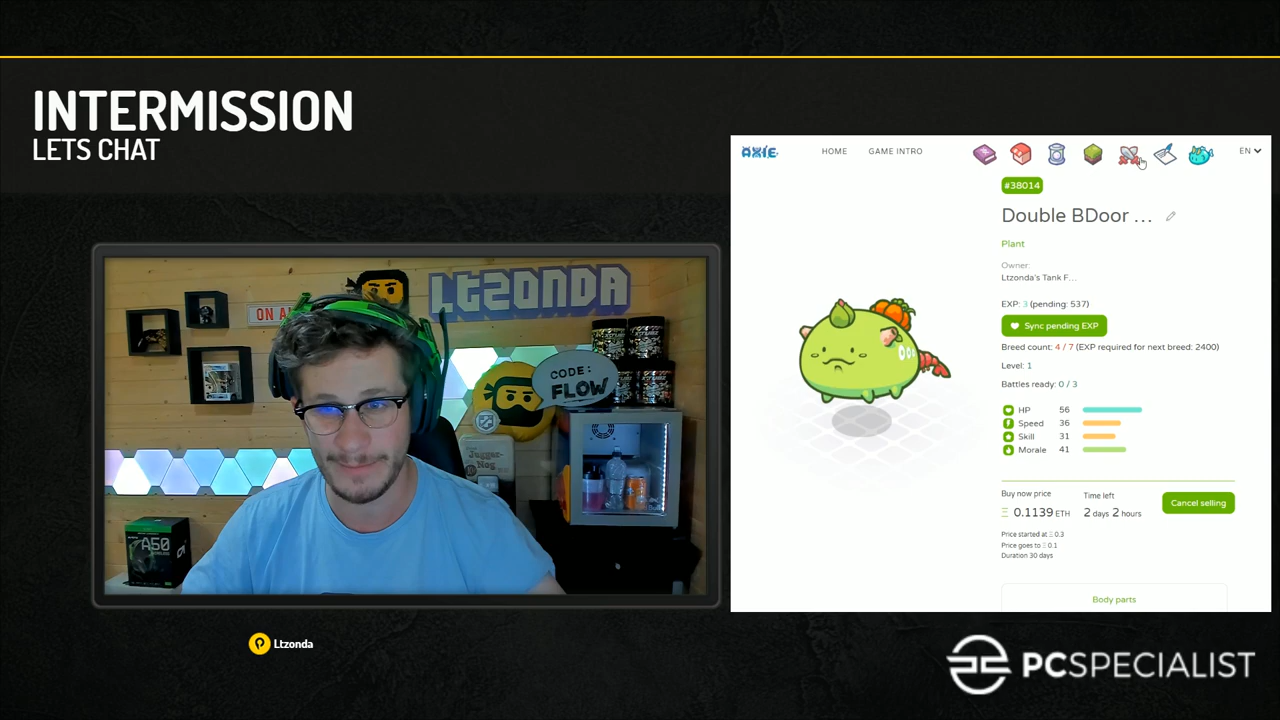 INTERMISSION
LETS CHAT
AXIE
HOME
GAME INTRO
EN
#38014
Double BDoor ...
Plant
Owner:
Ltzonda's Tank F...
EXP: 3 (pending: 537)
Sync pending EXP
Breed count: 4 / 7 (EXP required for next breed: 2400)
Level: 1
Battles ready: 0 / 3
HP 56
Speed 36
Skill 31
Morale 41
Buy now price
Ξ 0.1139 ETH
Time left
2 days 2 hours
Cancel selling
Price started at Ξ 0.3
Price goes to Ξ 0.1
Duration 30 days
Body parts
LTZONDA
ON A
CODE:
FLOW
Jugger-
Nog
A50
Ltzonda
PCSPECIALIST